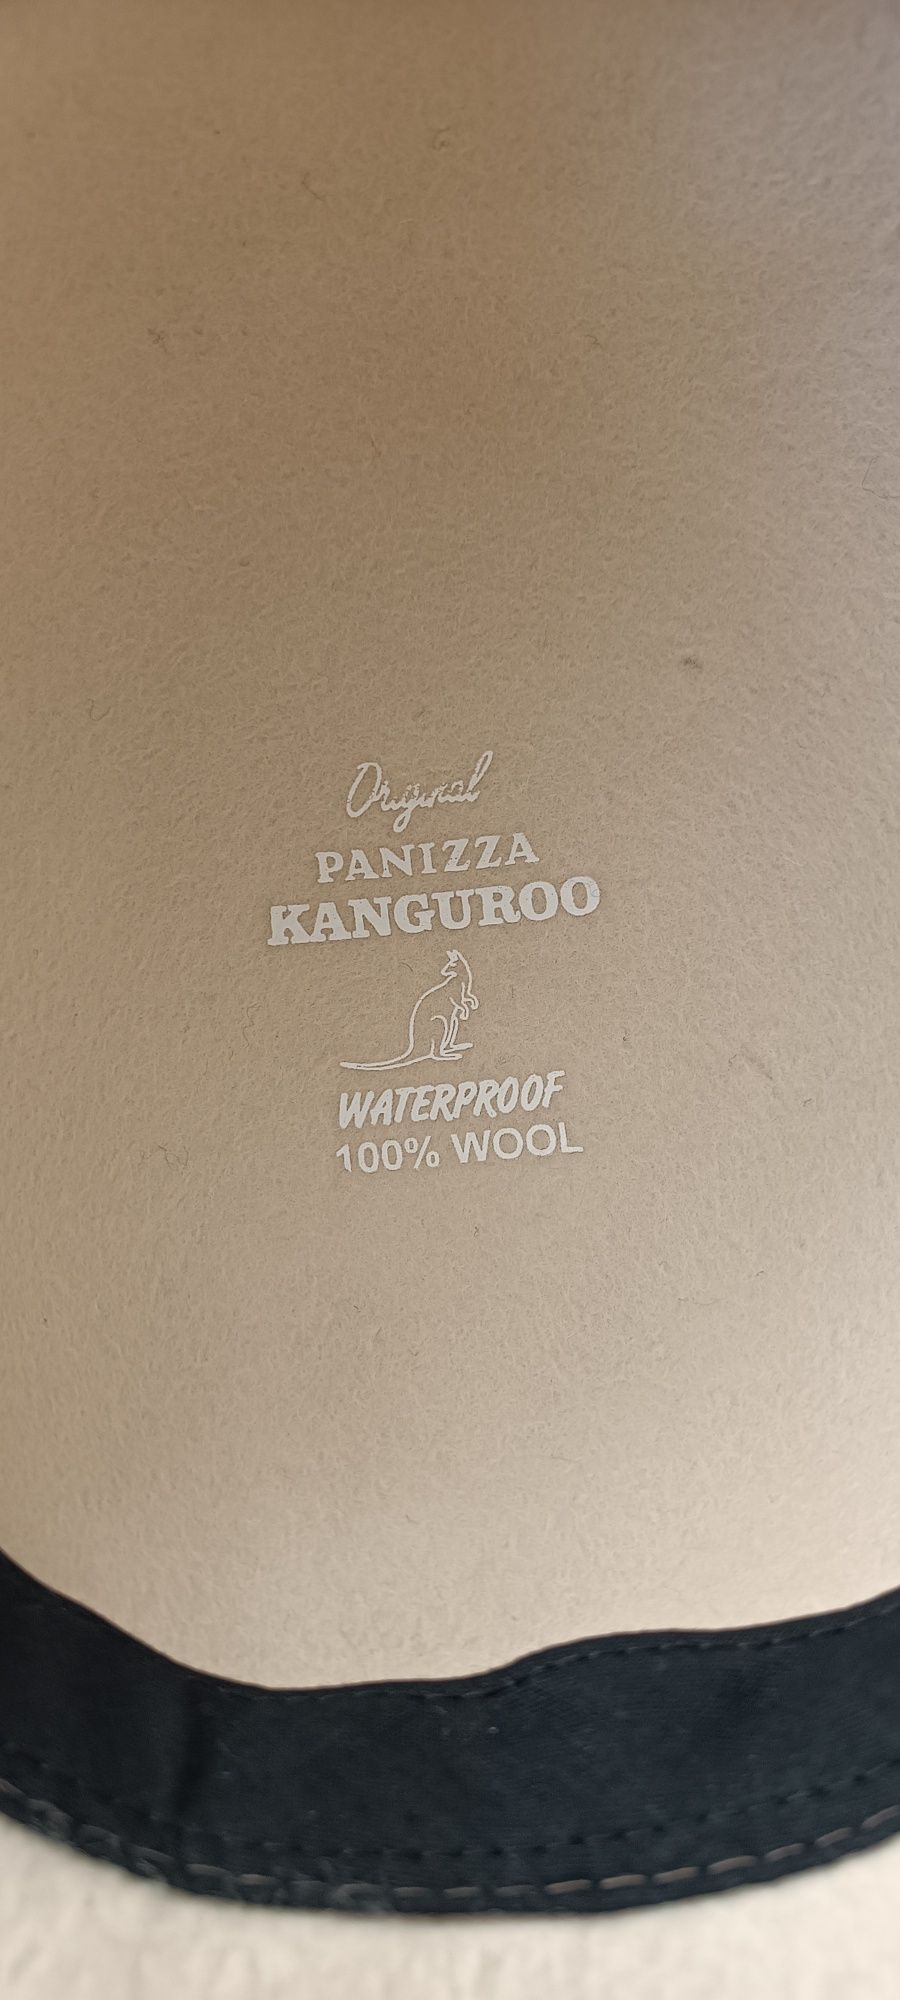 Original
PANIZZA
KANGUROO
WATERPROOF
100% WOOL